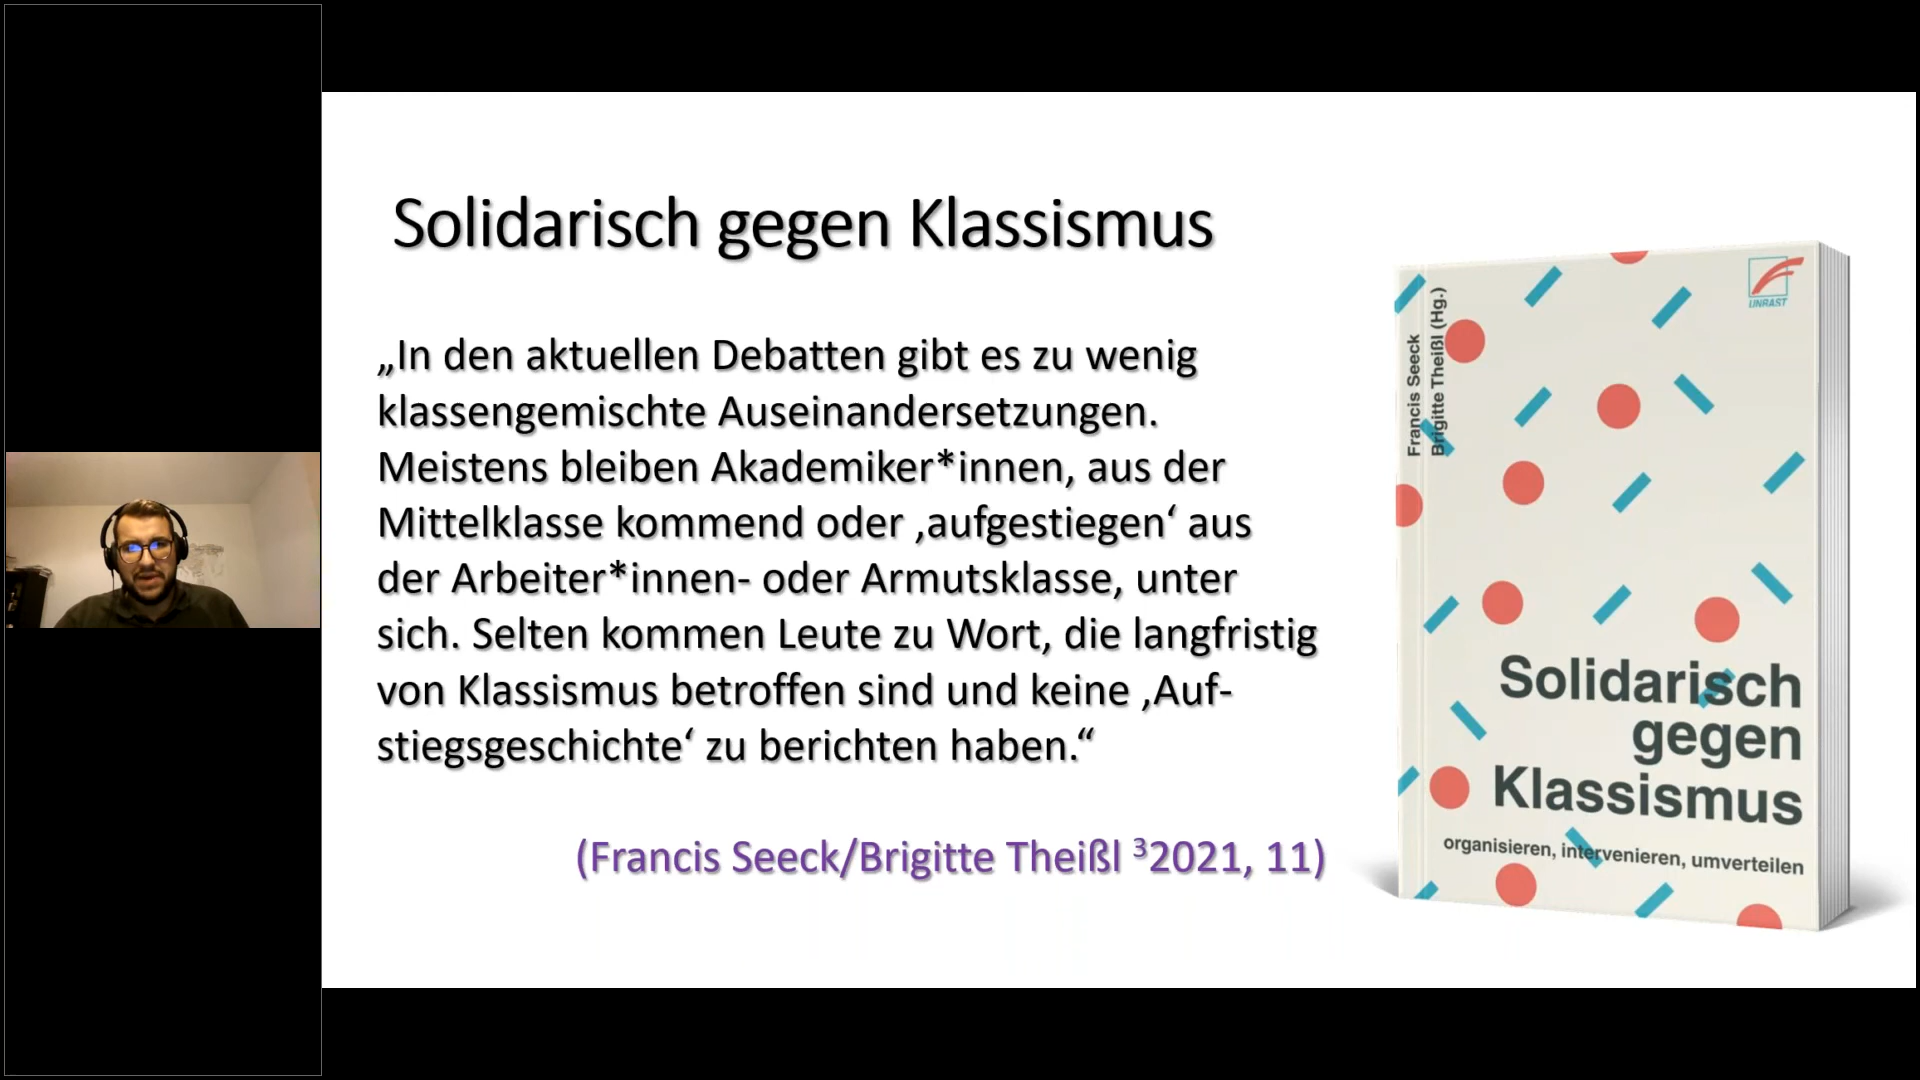 Solidarisch gegen Klassismus
„In den aktuellen Debatten gibt es zu wenig
klassengemischte Auseinandersetzungen.
Meistens bleiben Akademiker*innen, aus der
Mittelklasse kommend oder ‚aufgestiegen‘ aus
der Arbeiter*innen- oder Armutsklasse, unter
sich. Selten kommen Leute zu Wort, die langfristig
von Klassismus betroffen sind und keine ‚Auf-
stiegsgeschichte‘ zu berichten haben.“
(Francis Seeck/Brigitte Theißl ³2021, 11)
Francis Seeck
Brigitte Theißl (Hg.)
UNRAST
Solidarisch
gegen
Klassismus
organisieren, intervenieren, umverteilen